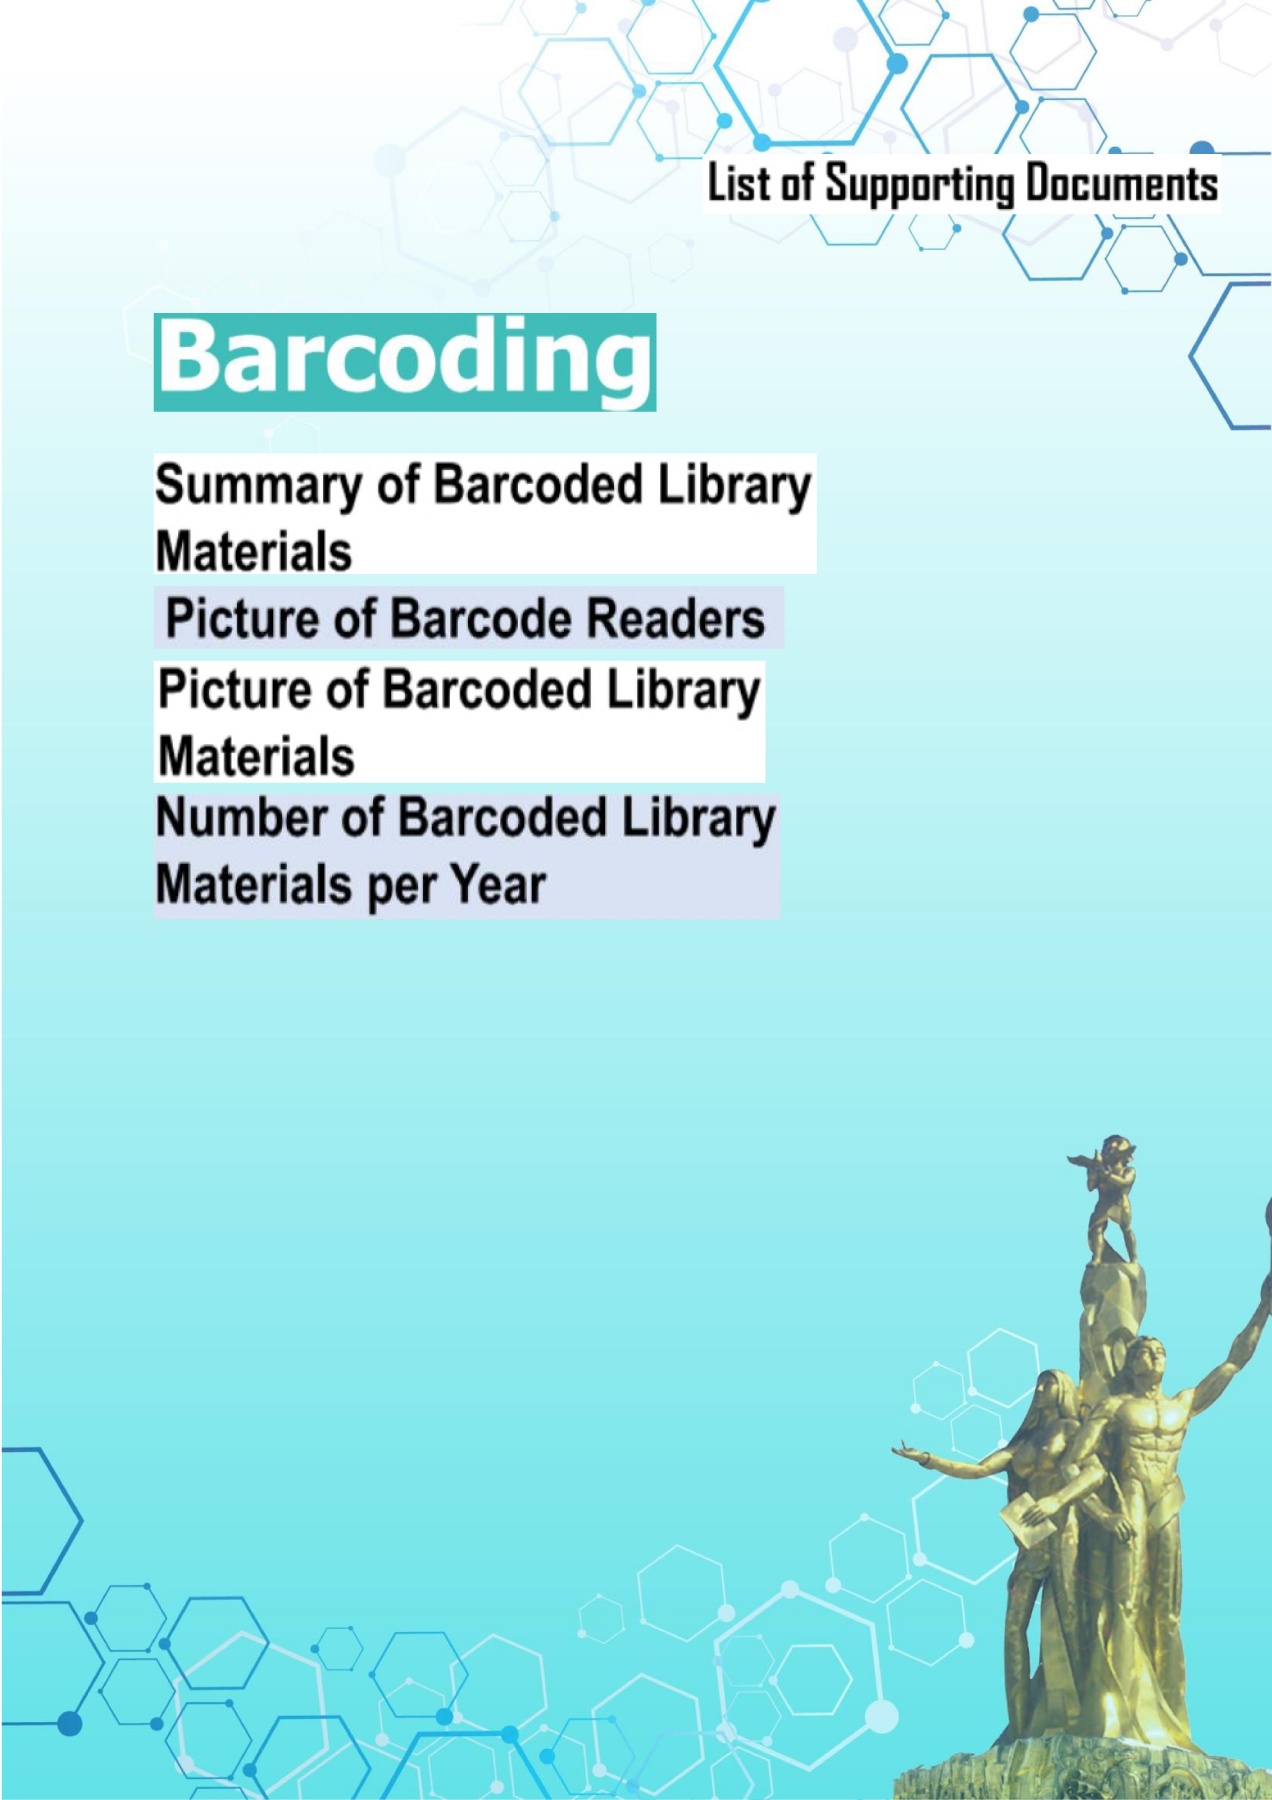 List of Supporting Documents
Barcoding
Summary of Barcoded Library
Materials
Picture of Barcode Readers
Picture of Barcoded Library
Materials
Number of Barcoded Library
Materials per Year